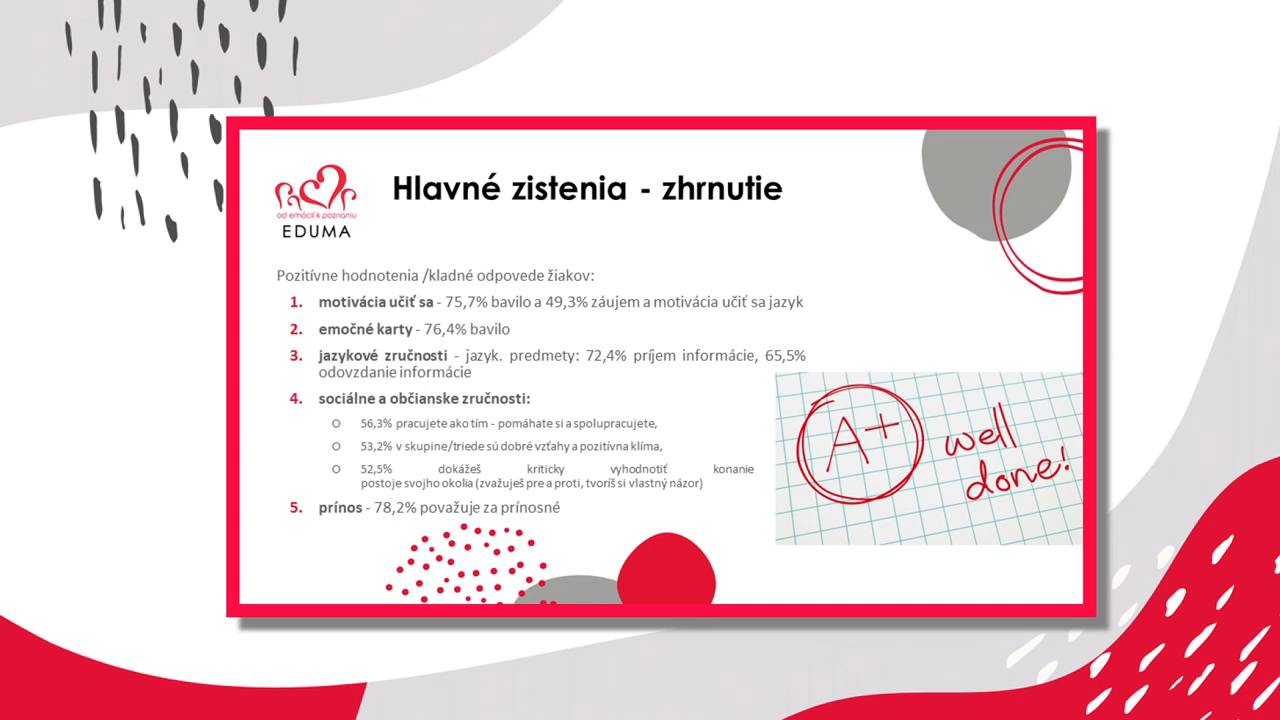 od emócií k poznaniu
EDUMA
Hlavné zistenia - zhrnutie
Pozitívne hodnotenia /kladné odpovede žiakov:
1. motivácia učiť sa - 75,7% bavilo a 49,3% záujem a motivácia učiť sa jazyk
2. emočné karty - 76,4% bavilo
3. jazykové zručnosti - jazyk. predmety: 72,4% príjem informácie, 65,5%
odovzdanie informácie
4. sociálne a občianske zručnosti:
O 56,3% pracujete ako tím - pomáhate si a spolupracujete,
O 53,2% v skupine/triede sú dobré vzťahy a pozitívna klíma,
O 52,5% dokážeš kriticky vyhodnotiť konanie
postoje svojho okolia (zvažuješ pre a proti, tvoríš si vlastný názor)
5. prínos - 78,2% považuje za prínosné
A+ well
done!